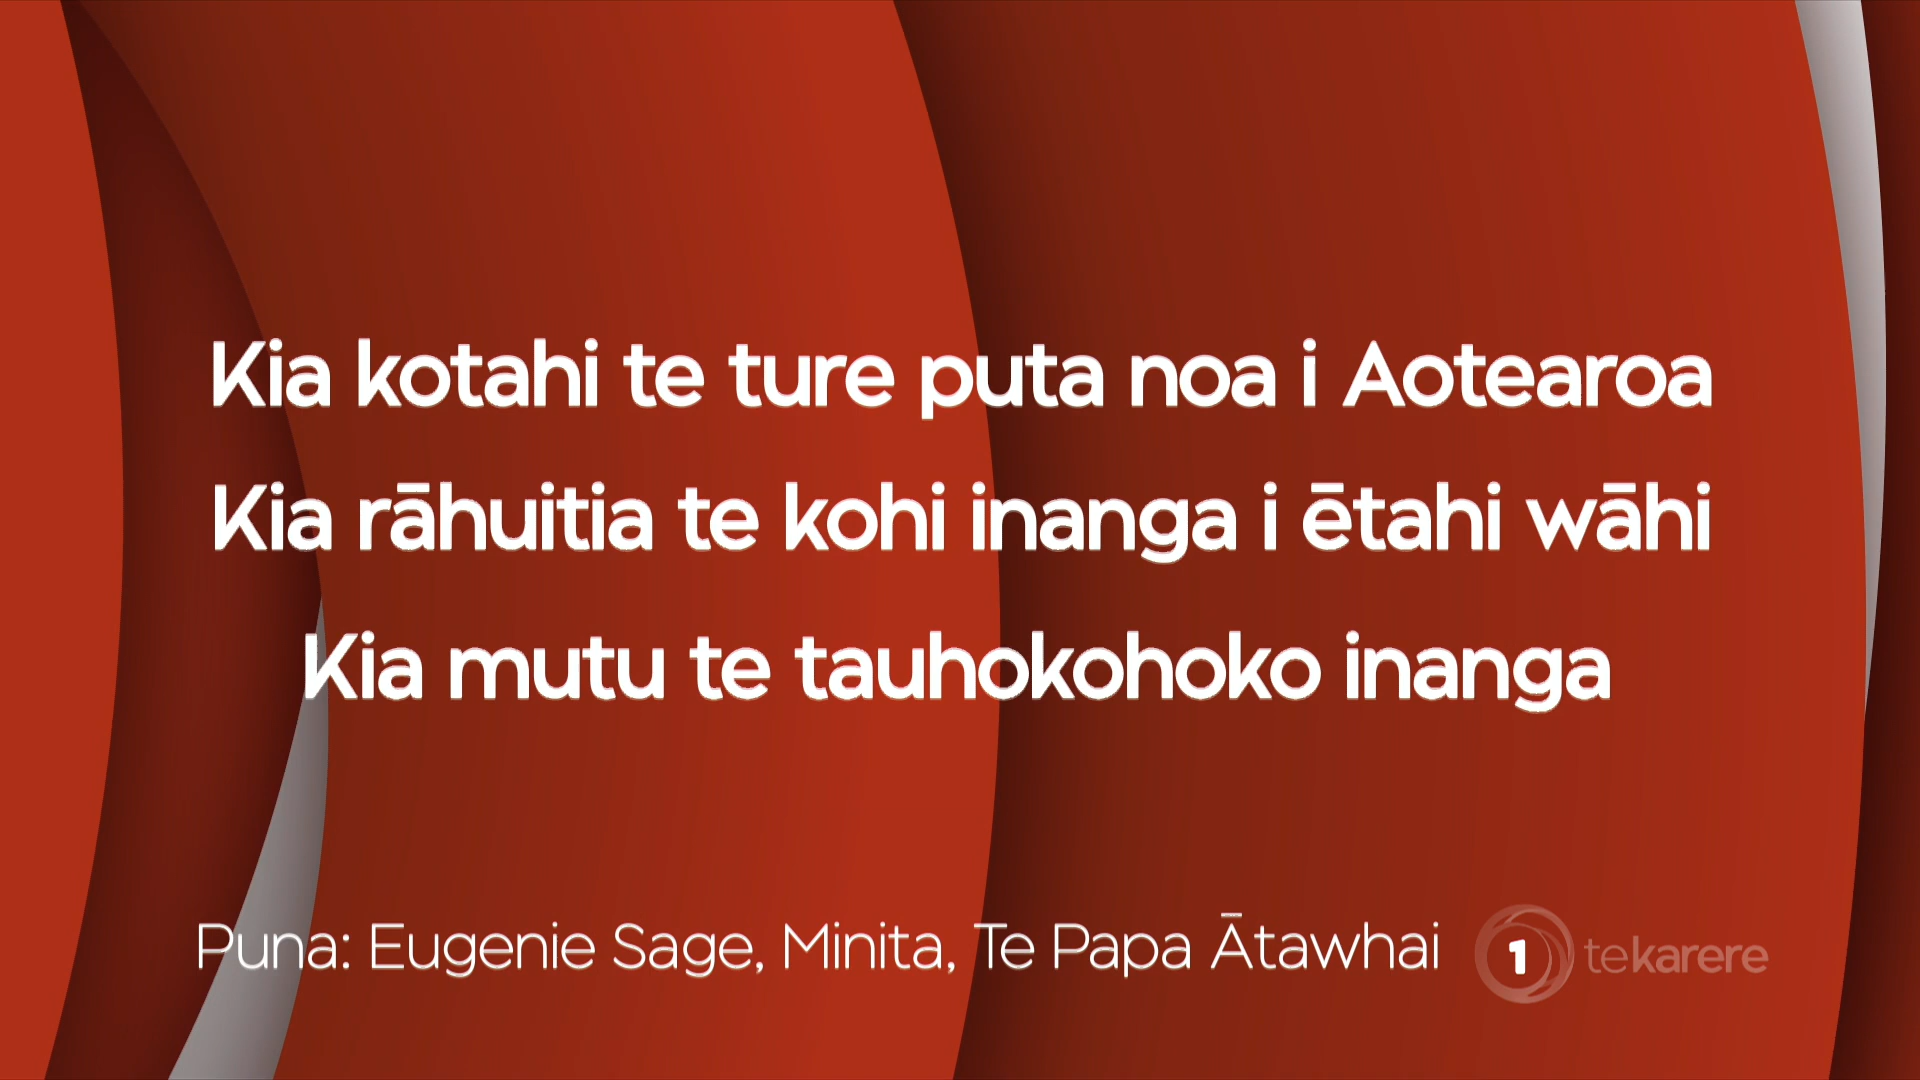 Kia kotahi te ture puta noa i Aotearoa
Kia rāhuitia te kohi inanga i ētahi wāhi
Kia mutu te tauhokohoko inanga
Puna: Eugenie Sage, Minita, Te Papa Ātawhai
1 tekarere